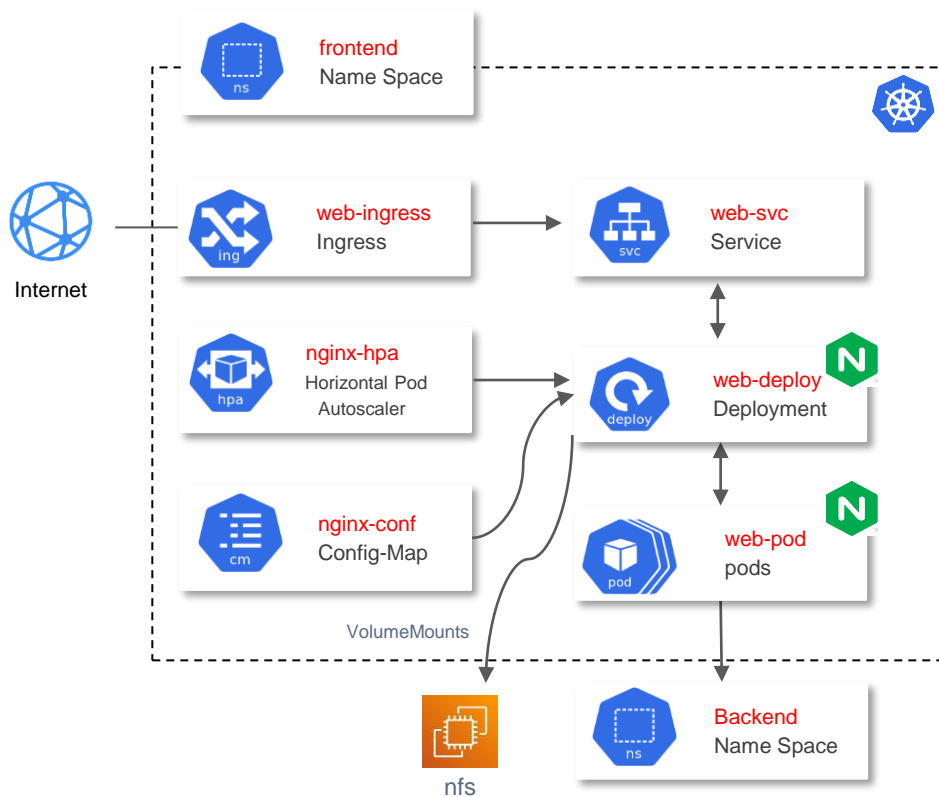 frontend
Name Space
ns
web-ingress
Ingress
ing
web-svc
Service
svc
Internet
nginx-hpa
Horizontal Pod
Autoscaler
hpa
web-deploy
Deployment
deploy
N
nginx-conf
Config-Map
cm
web-pod
pods
pod
N
VolumeMounts
nfs
Backend
Name Space
ns